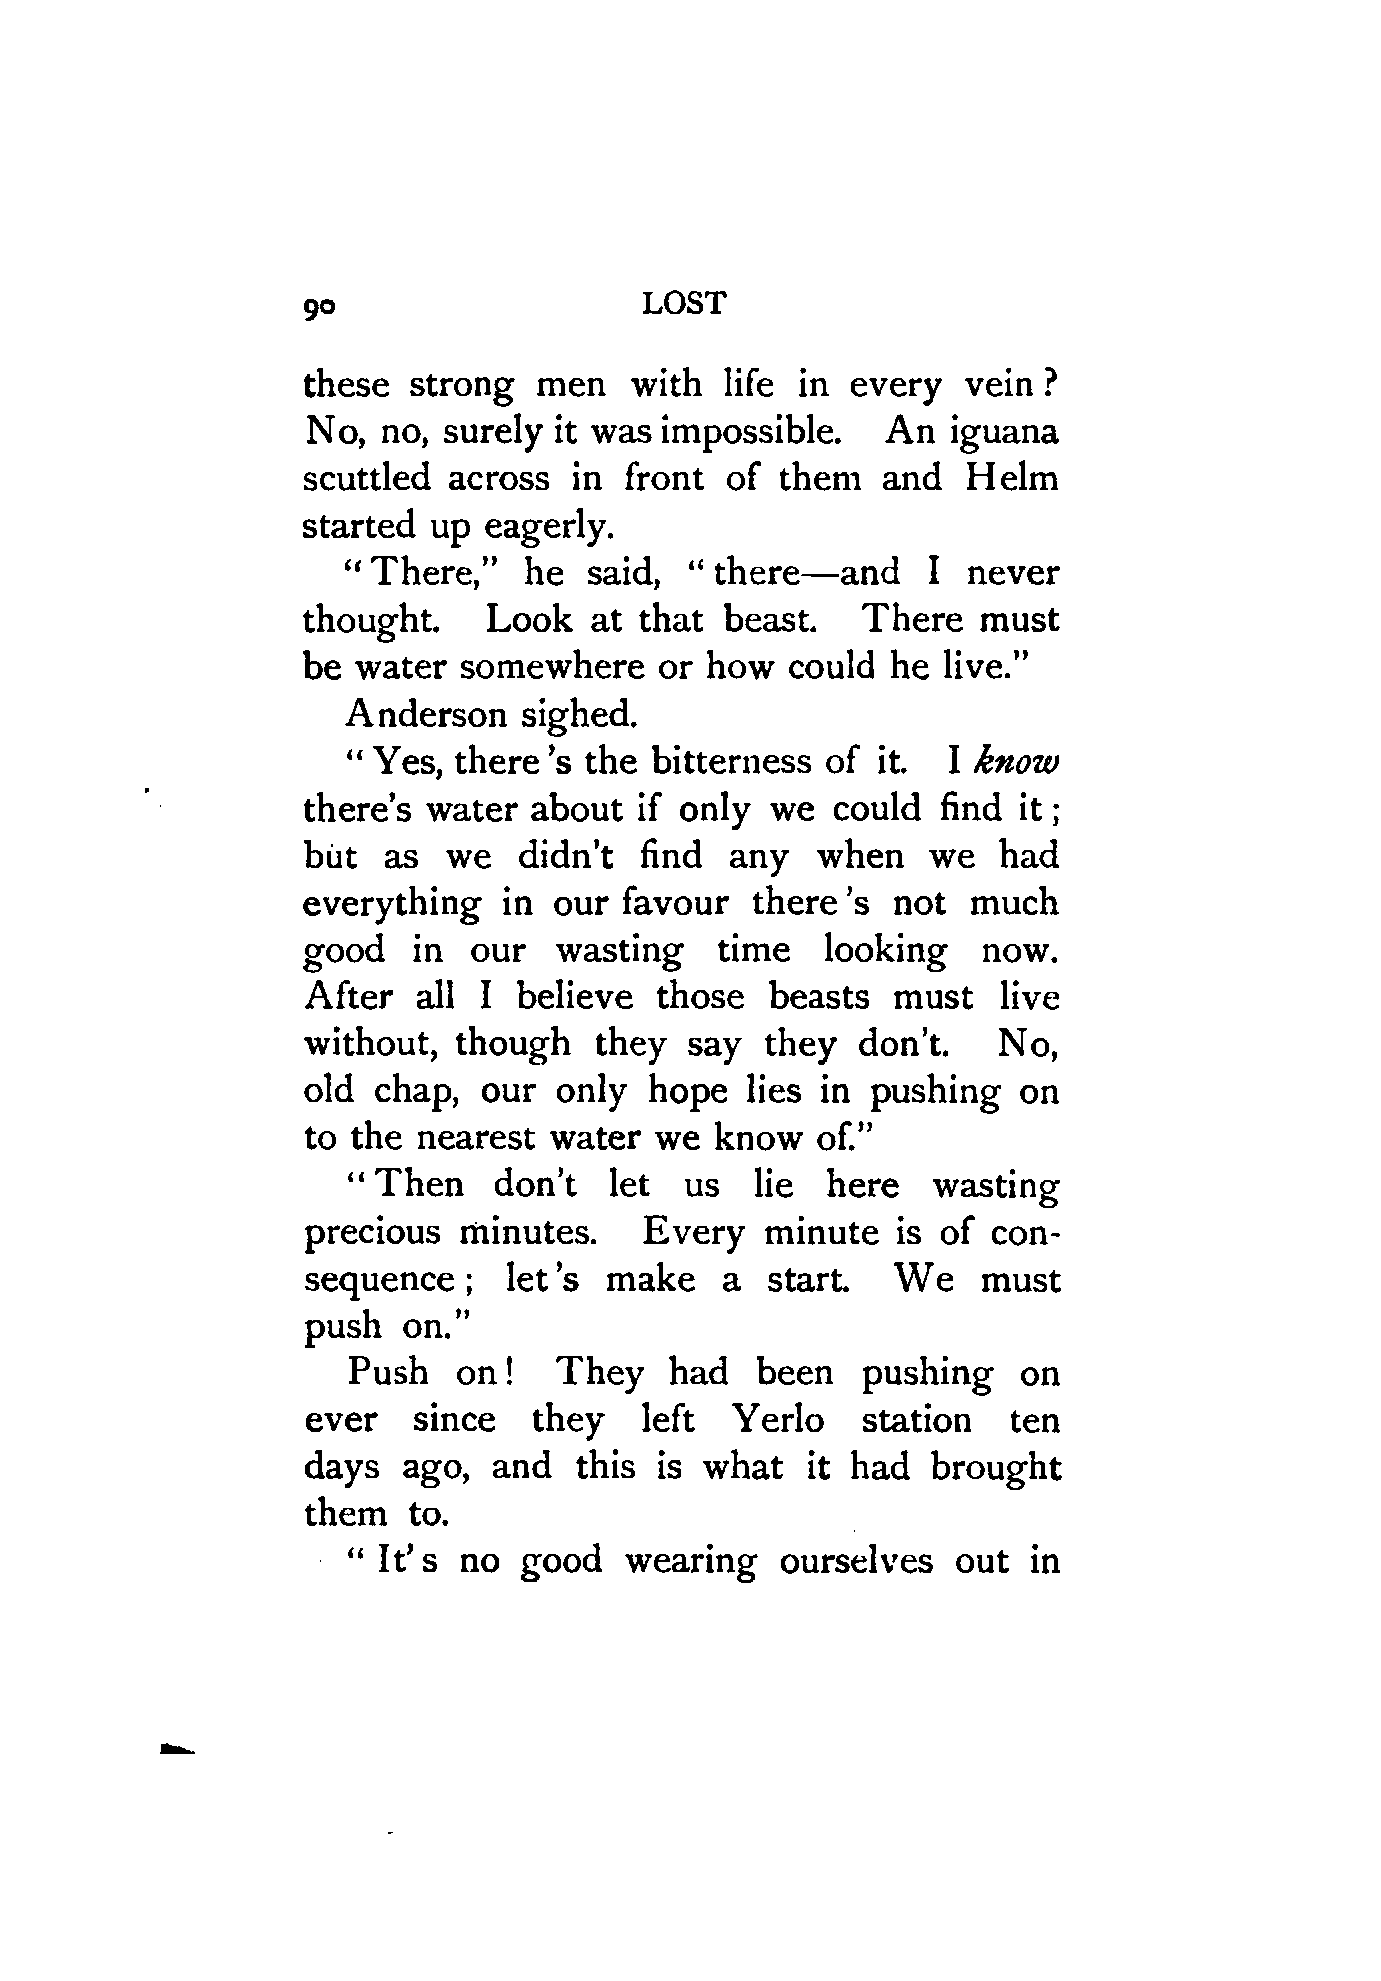 90 LOST
these strong men with life in every vein?
No, no, surely it was impossible. An iguana
scuttled across in front of them and Helm
started up eagerly.
“There,” he said, “there—and I never
thought. Look at that beast. There must
be water somewhere or how could he live.”
Anderson sighed.
“Yes, there's the bitterness of it. I know
there's water about if only we could find it;
but as we didn't find any when we had
everything in our favour there's not much
good in our wasting time looking now.
After all I believe those beasts must live
without, though they say they don't. No,
old chap, our only hope lies in pushing on
to the nearest water we know of.”
“Then don't let us lie here wasting
precious minutes. Every minute is of con-
sequence; let's make a start. We must
push on.”
Push on! They had been pushing on
ever since they left Yerlo station ten
days ago, and this is what it had brought
them to.
“It's no good wearing ourselves out in